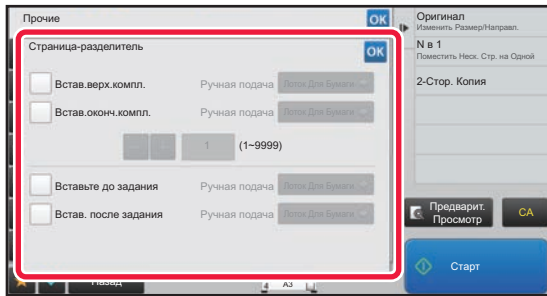 Прочие
OK
Страница-разделитель
OK
Встав.верх.компл.
Ручная подача
Лоток Для Бумаги
Встав.оконч.компл.
Ручная подача
Лоток Для Бумаги
1
(1~9999)
Вставьте до задания
Ручная подача
Лоток Для Бумаги
Встав. после задания
Ручная подача
Лоток Для Бумаги
Назад
4
A3
Оригинал
Изменить Размер/Направл.
N в 1
Поместить Неск. Стр. на Одной
2-Стор. Копия
Предварит.
Просмотр
CA
Старт